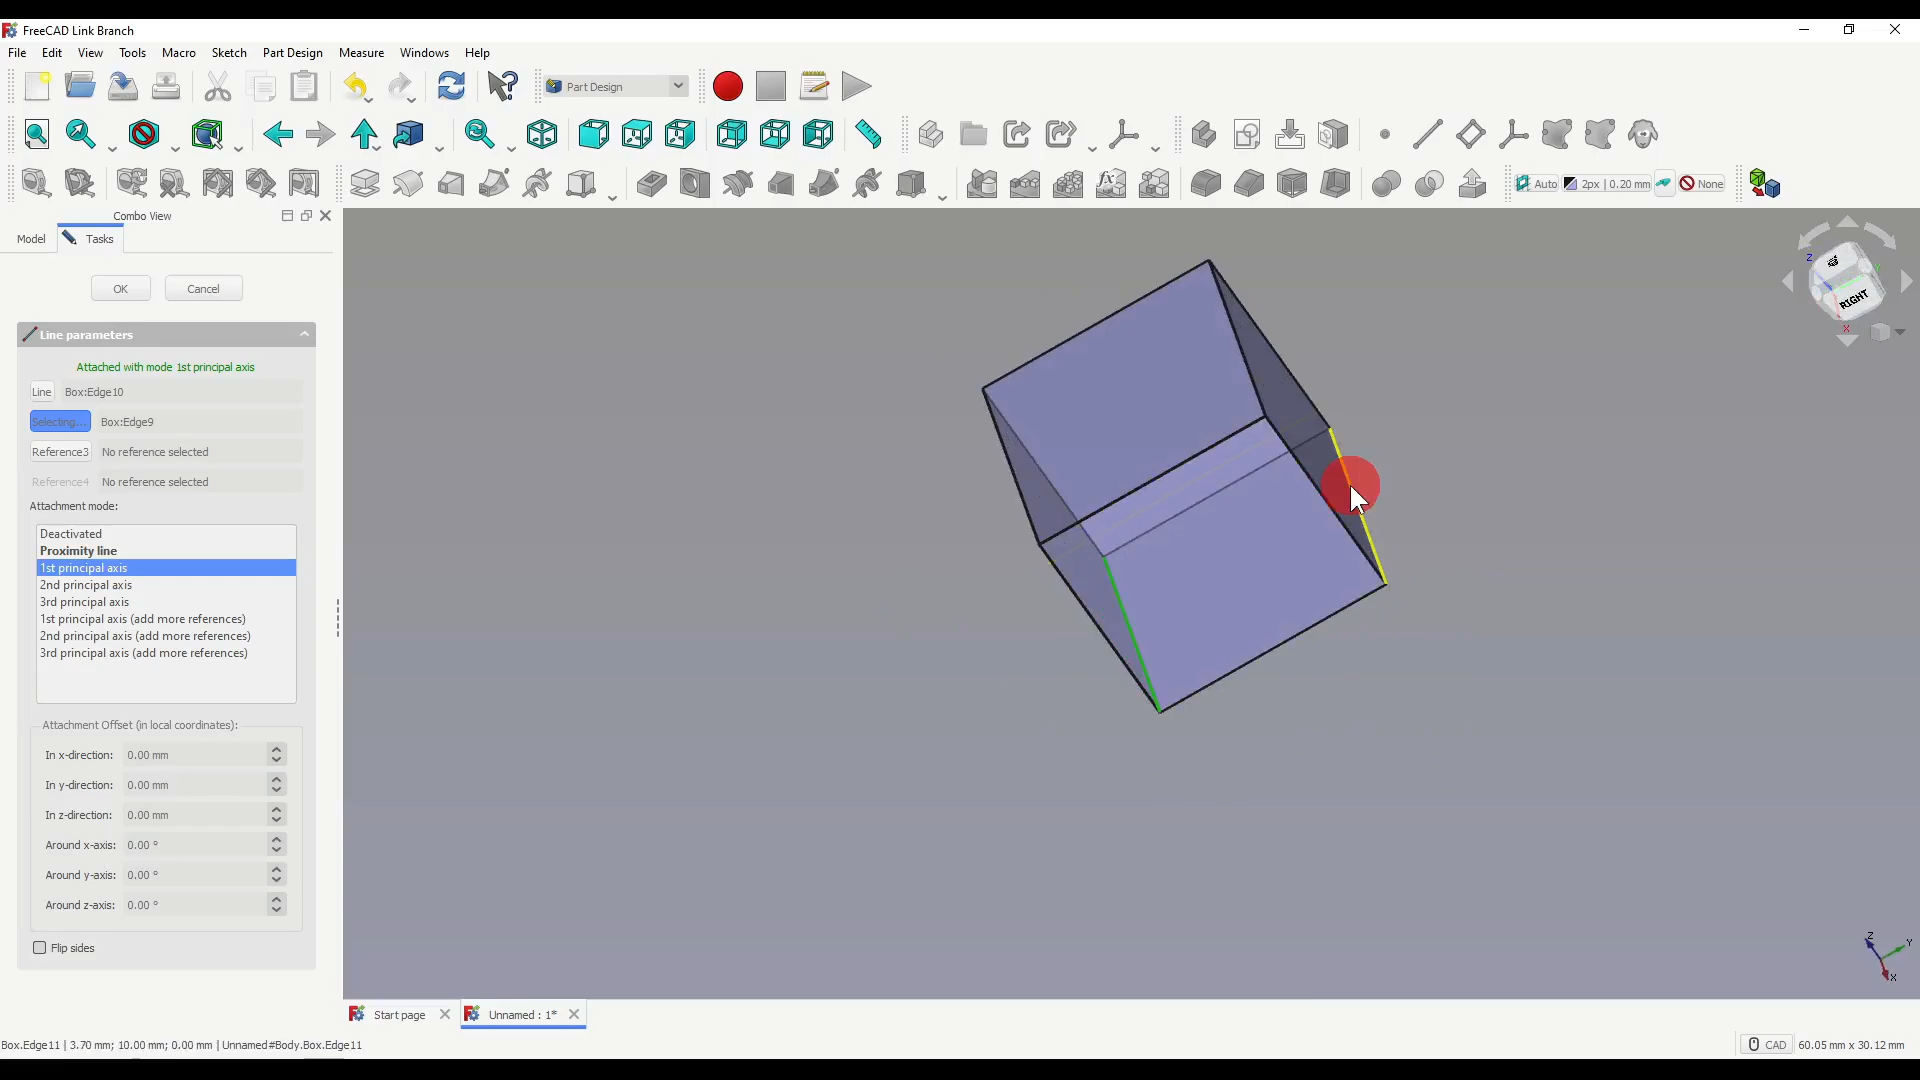 FreeCAD Link Branch
File Edit View Tools Macro Sketch Part Design Measure Windows Help
Part Design
f(x)
Auto 2px | 0.20 mm None
Combo View
Model Tasks
OK Cancel
Line parameters
Attached with mode 1st principal axis
Line Box:Edge10
Selecting... Box:Edge9
Reference3 No reference selected
Reference4 No reference selected
Attachment mode:
Deactivated
Proximity line
1st principal axis
2nd principal axis
3rd principal axis
1st principal axis (add more references)
2nd principal axis (add more references)
3rd principal axis (add more references)
Attachment Offset (in local coordinates):
In x-direction: 0.00 mm
In y-direction: 0.00 mm
In z-direction: 0.00 mm
Around x-axis: 0.00 °
Around y-axis: 0.00 °
Around z-axis: 0.00 °
Flip sides
Z Y
RIGHT
X
Z Y
X
Start page Unnamed : 1*
Box.Edge11 | 3.70 mm; 10.00 mm; 0.00 mm | Unnamed#Body.Box.Edge11
CAD 60.05 mm x 30.12 mm